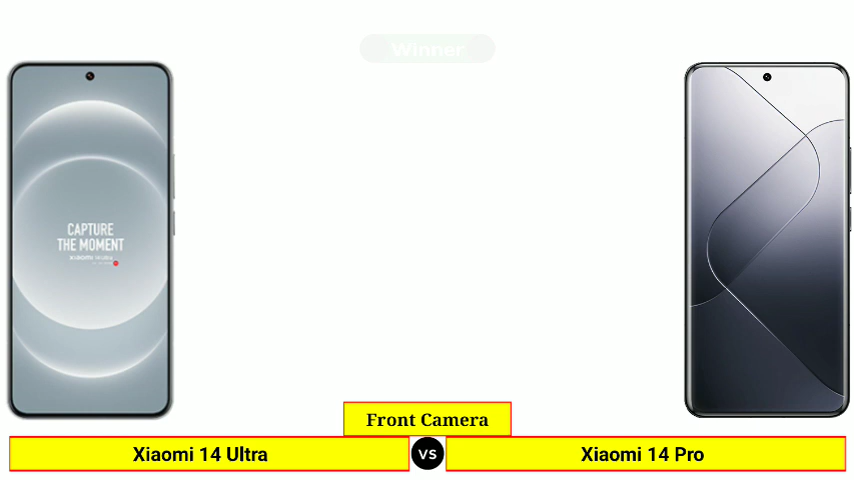 Winner
CAPTURE
THE MOMENT
Front Camera
Xiaomi 14 Ultra
VS
Xiaomi 14 Pro